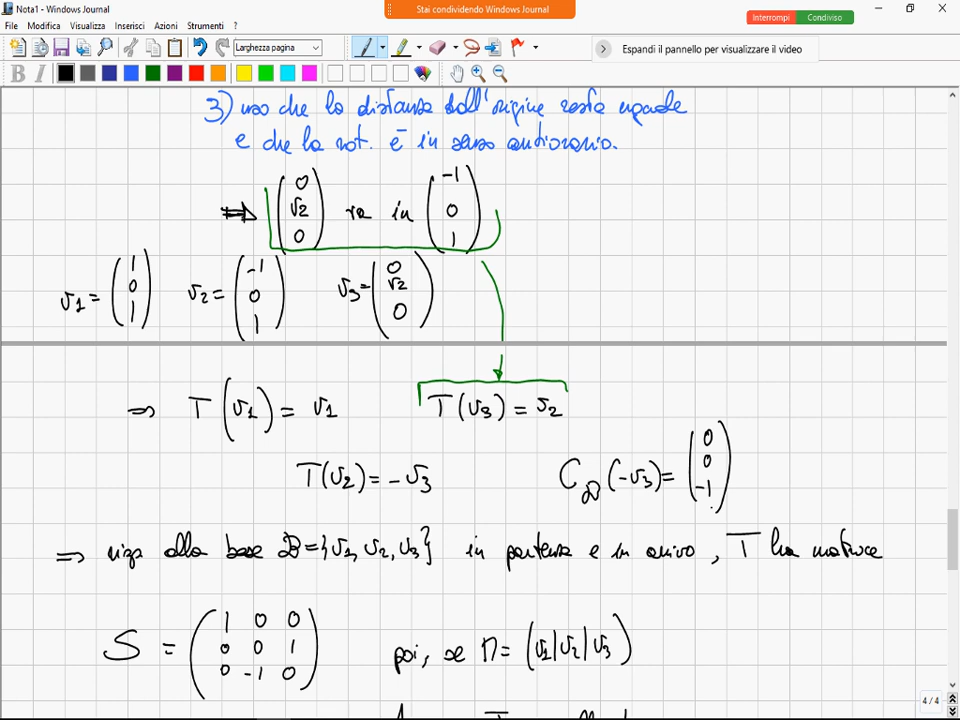 Nota1 - Windows Journal
Stai condividendo Windows Journal
Interrompi Condiviso
File Modifica Visualizza Inserisci Azioni Strumenti ?
Larghezza pagina
Espandi il pannello per visualizzare il video
B I
3) uso che la distanza dall'origine resta uguale
e che la rot. è in senso antiorario.
⇒ (0 √2 0) va in (-1 0 1)
v1 = (1 0 1) v2 = (-1 0 1) v3 = (0 √2 0)
⇒ T(v1) = v1 T(v3) = v2
T(v2) = -v3 C_D(-v3) = (0 0 -1)
⇒ rispetto alla base D = {v1, v2, v3} in partenza e in arrivo, T ha matrice
S = (1 0 0
0 0 1
0 -1 0)
poi, se M = (v1|v2|v3)
4 / 4